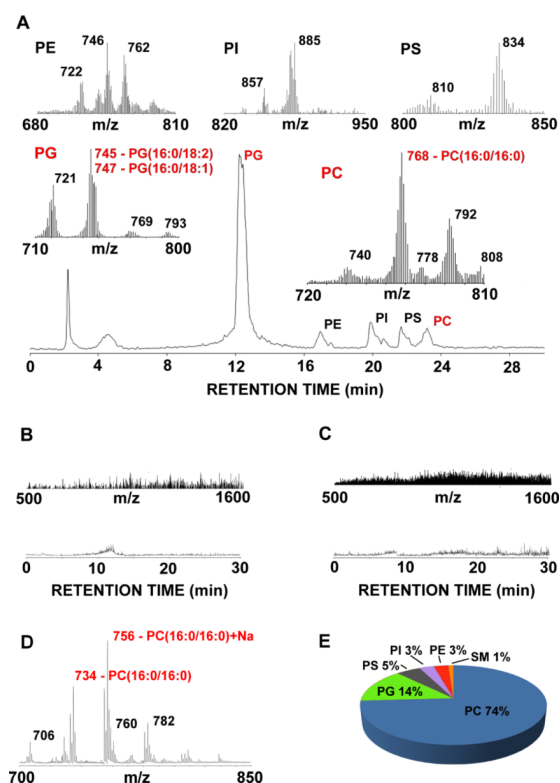 A
PE
746
762
722
680
m/z
810
PI
885
857
820
m/z
950
PS
834
810
800
m/z
850
PG
745 - PG(16:0/18:2)
747 - PG(16:0/18:1)
721
769
793
710
m/z
800
PG
PC
768 - PC(16:0/16:0)
792
740
778
808
720
m/z
810
PE
PI
PS
PC
0
4
8
12
16
20
24
28
RETENTION TIME (min)
B
500
m/z
1600
0
10
20
30
RETENTION TIME (min)
C
500
m/z
1600
0
10
20
30
RETENTION TIME (min)
D
756 - PC(16:0/16:0)+Na
734 - PC(16:0/16:0)
706
760
782
700
m/z
850
E
PI 3%
PE 3%
SM 1%
PS 5%
PG 14%
PC 74%